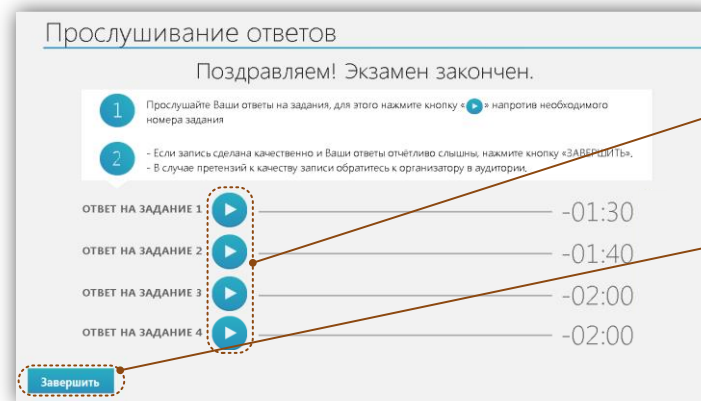 Прослушивание ответов
Поздравляем! Экзамен закончен.
1 Прослушайте Ваши ответы на задания, для этого нажмите кнопку « » напротив необходимого
номера задания
2 - Если запись сделана качественно и Ваши ответы отчётливо слышны, нажмите кнопку «ЗАВЕРШИТЬ»,
- В случае претензий к качеству записи обратитесь к организатору в аудитории.
ОТВЕТ НА ЗАДАНИЕ 1 -01:30
ОТВЕТ НА ЗАДАНИЕ 2 -01:40
ОТВЕТ НА ЗАДАНИЕ 3 -02:00
ОТВЕТ НА ЗАДАНИЕ 4 -02:00
Завершить